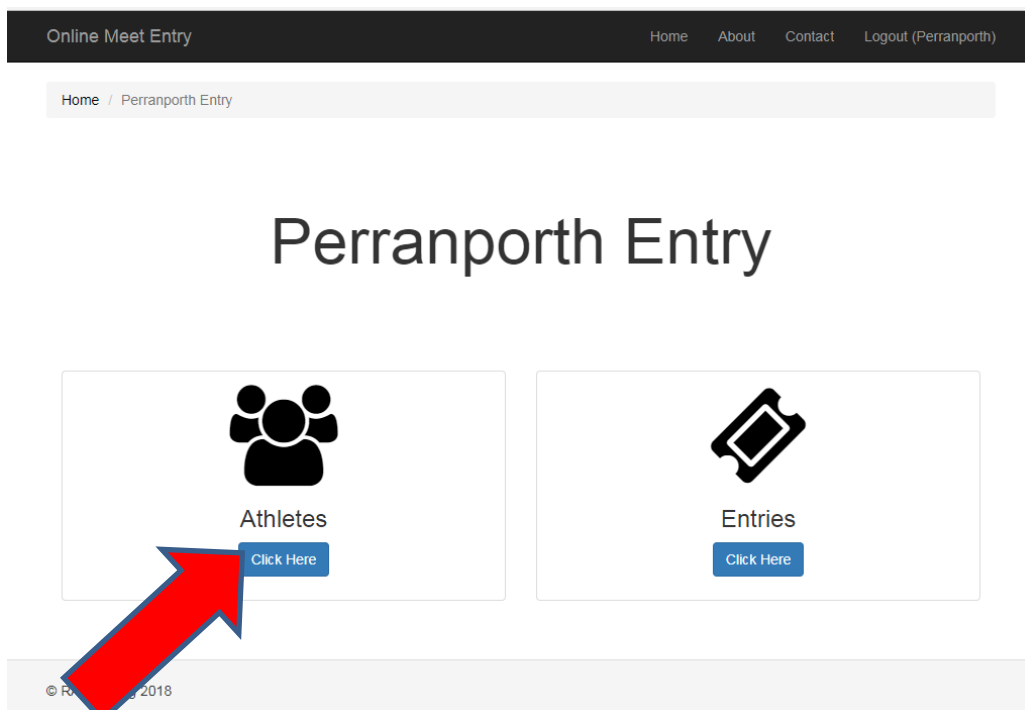 Online Meet Entry Home About Contact Logout (Perranporth)
Home / Perranporth Entry
Perranporth Entry
Athletes Entries
Click Here Click Here
© 2018